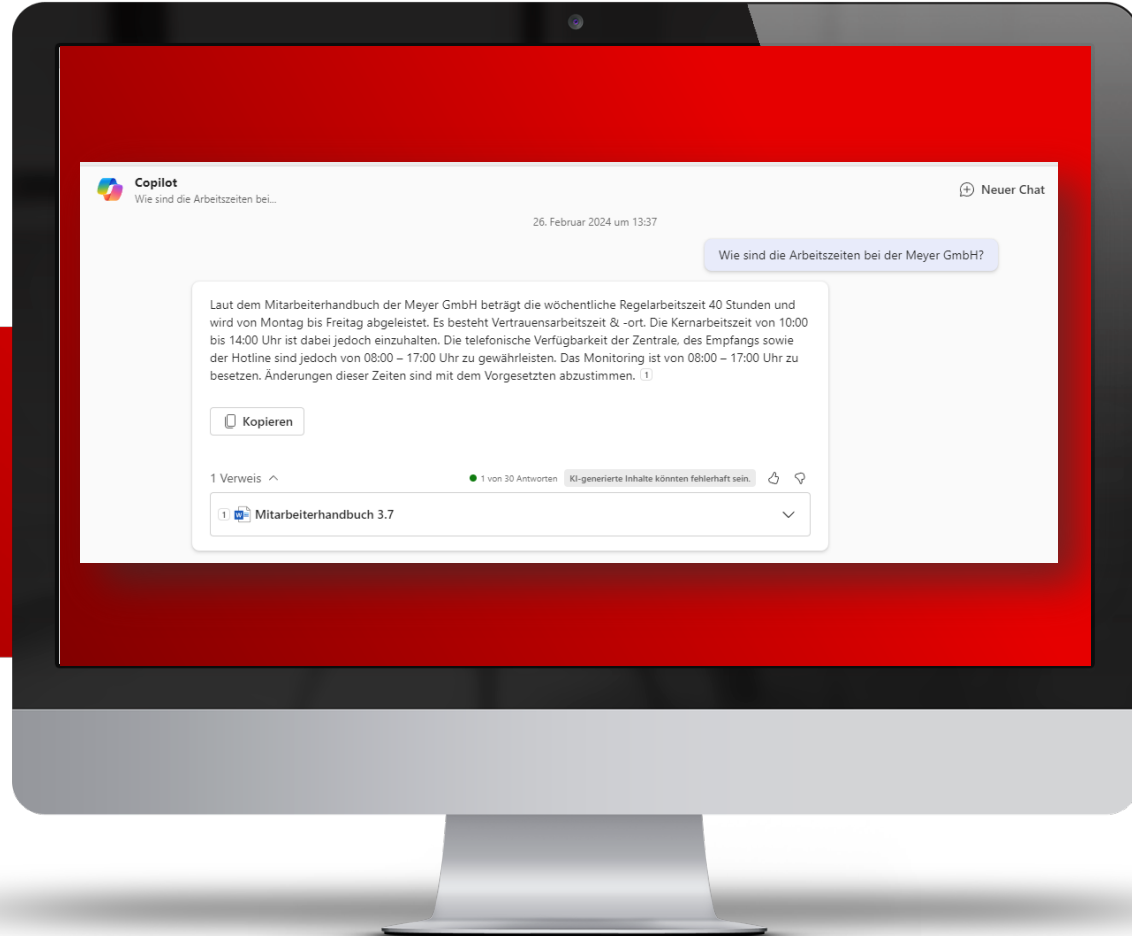 Copilot
Wie sind die Arbeitszeiten bei...
Neuer Chat
26. Februar 2024 um 13:37
Wie sind die Arbeitszeiten bei der Meyer GmbH?
Laut dem Mitarbeiterhandbuch der Meyer GmbH beträgt die wöchentliche Regelarbeitszeit 40 Stunden und
wird von Montag bis Freitag abgeleistet. Es besteht Vertrauensarbeitszeit & -ort. Die Kernarbeitszeit von 10:00
bis 14:00 Uhr ist dabei jedoch einzuhalten. Die telefonische Verfügbarkeit der Zentrale, des Empfangs sowie
der Hotline sind jedoch von 08:00 – 17:00 Uhr zu gewährleisten. Das Monitoring ist von 08:00 – 17:00 Uhr zu
besetzen. Änderungen dieser Zeiten sind mit dem Vorgesetzten abzustimmen. 1
Kopieren
1 Verweis
1 von 30 Antworten KI-generierte Inhalte könnten fehlerhaft sein.
1 Mitarbeiterhandbuch 3.7